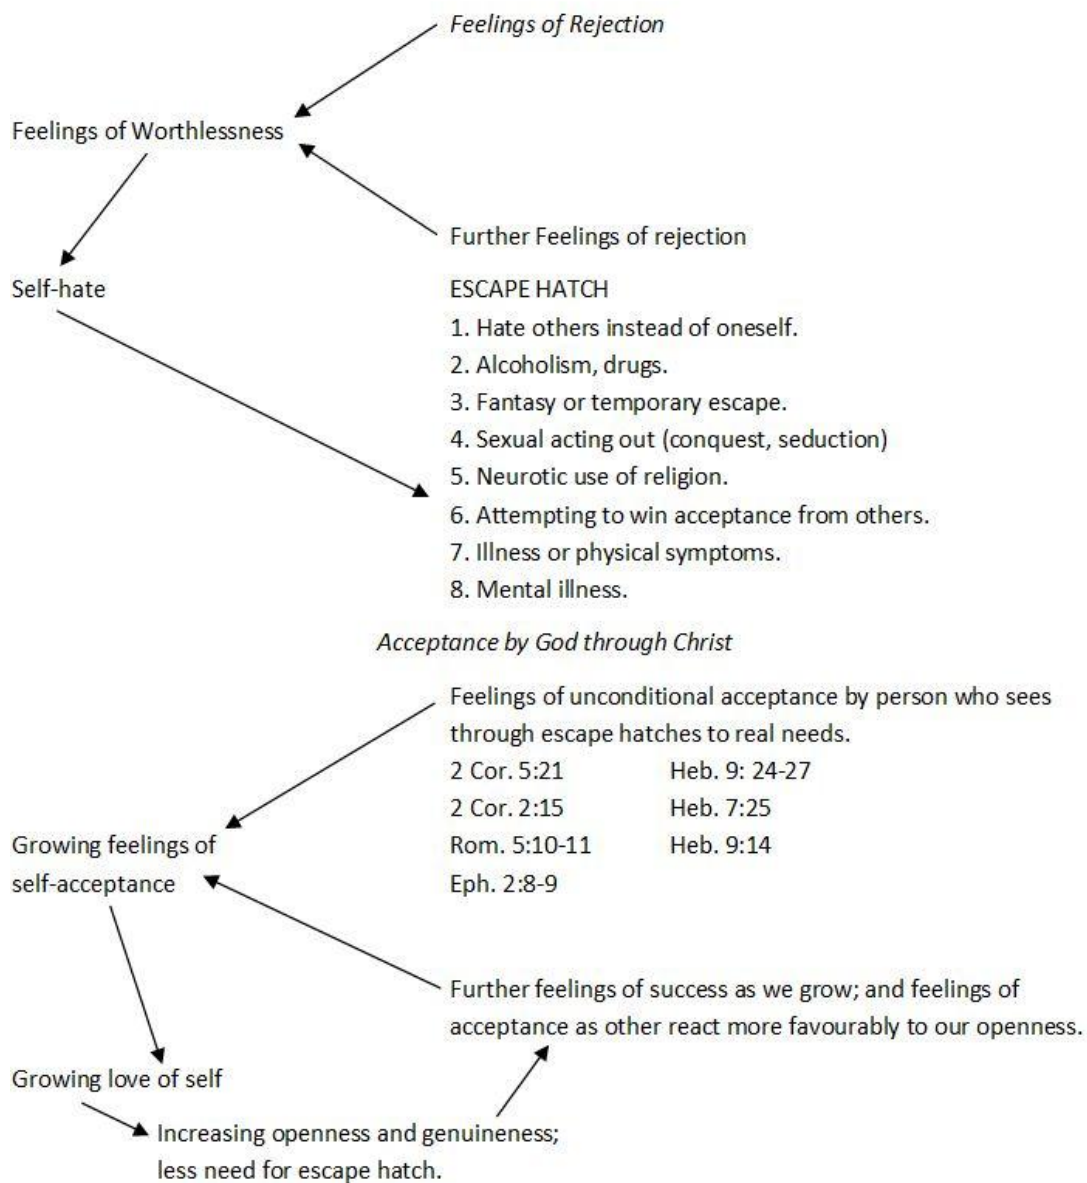 Feelings of Rejection
Feelings of Worthlessness
Further Feelings of rejection
Self-hate
ESCAPE HATCH
1. Hate others instead of oneself.
2. Alcoholism, drugs.
3. Fantasy or temporary escape.
4. Sexual acting out (conquest, seduction)
5. Neurotic use of religion.
6. Attempting to win acceptance from others.
7. Illness or physical symptoms.
8. Mental illness.
Acceptance by God through Christ
Feelings of unconditional acceptance by person who sees
through escape hatches to real needs.
2 Cor. 5:21 Heb. 9: 24-27
2 Cor. 2:15 Heb. 7:25
Rom. 5:10-11 Heb. 9:14
Eph. 2:8-9
Growing feelings of
self-acceptance
Further feelings of success as we grow; and feelings of
acceptance as other react more favourably to our openness.
Growing love of self
Increasing openness and genuineness;
less need for escape hatch.